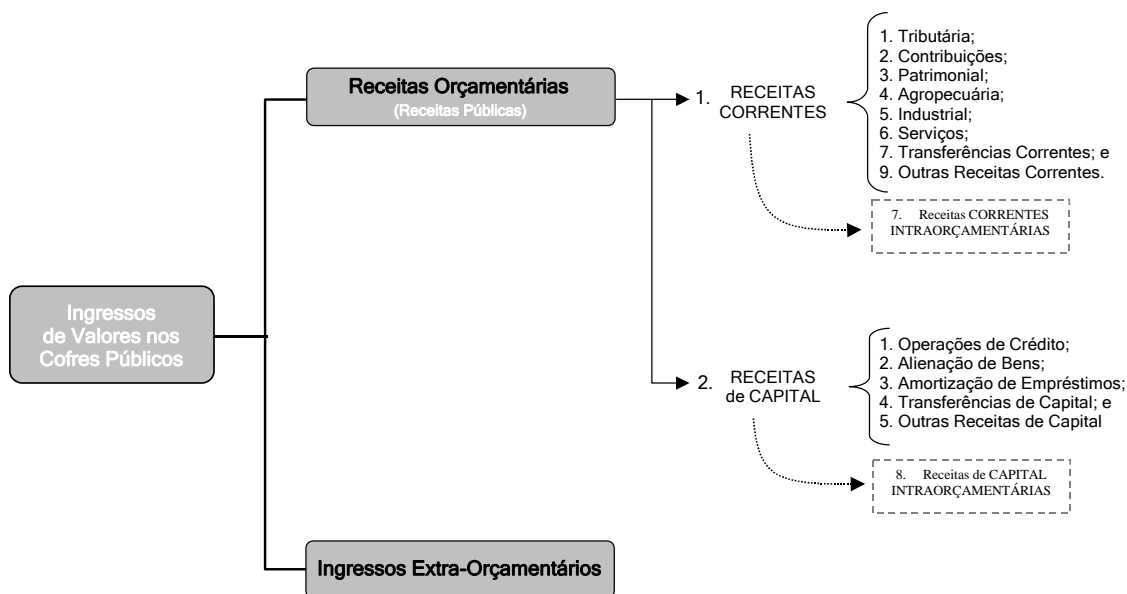 Ingressos
de Valores nos
Cofres Públicos
Receitas Orçamentárias
(Receitas Públicas)
1. RECEITAS
CORRENTES
1. Tributária;
2. Contribuições;
3. Patrimonial;
4. Agropecuária;
5. Industrial;
6. Serviços;
7. Transferências Correntes; e
9. Outras Receitas Correntes.
7. Receitas CORRENTES
INTRAORÇAMENTÁRIAS
2. RECEITAS
de CAPITAL
1. Operações de Crédito;
2. Alienação de Bens;
3. Amortização de Empréstimos;
4. Transferências de Capital; e
5. Outras Receitas de Capital
8. Receitas de CAPITAL
INTRAORÇAMENTÁRIAS
Ingressos Extra-Orçamentários